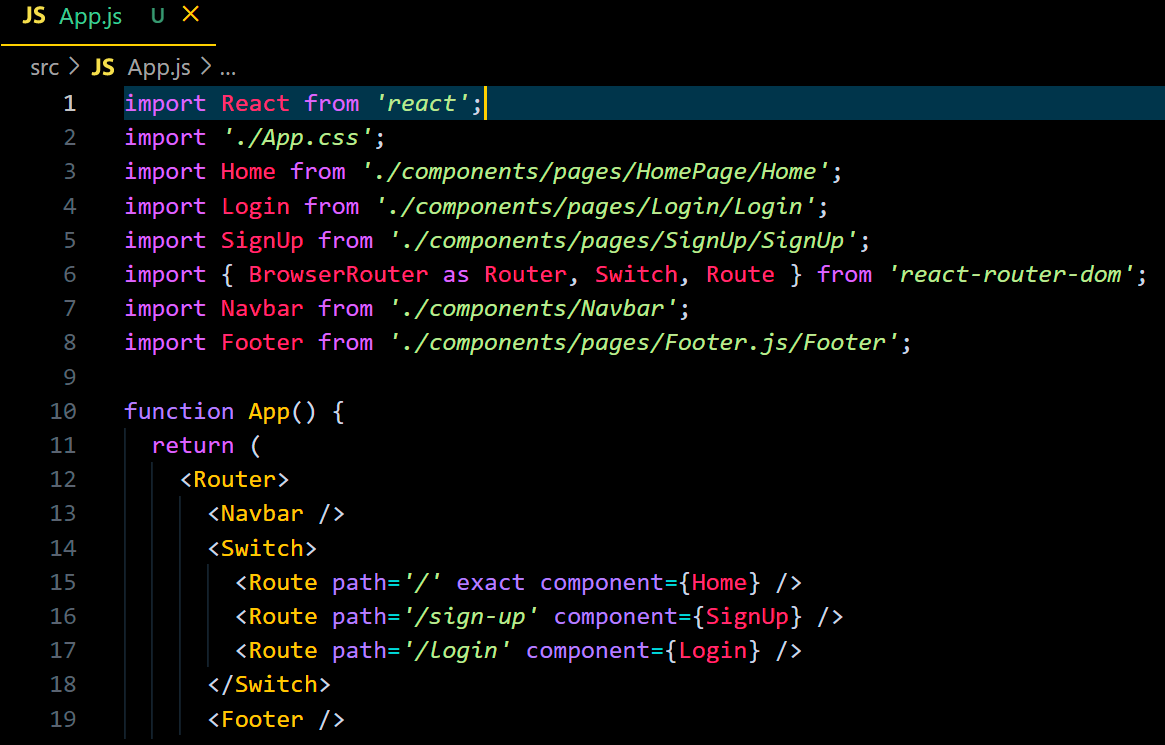 JS App.js U ×
src > JS App.js > ...
1 import React from 'react';
2 import './App.css';
3 import Home from './components/pages/HomePage/Home';
4 import Login from './components/pages/Login/Login';
5 import SignUp from './components/pages/SignUp/SignUp';
6 import { BrowserRouter as Router, Switch, Route } from 'react-router-dom';
7 import Navbar from './components/Navbar';
8 import Footer from './components/pages/Footer.js/Footer';
9
10 function App() {
11   return (
12     <Router>
13       <Navbar />
14       <Switch>
15         <Route path='/' exact component={Home} />
16         <Route path='/sign-up' component={SignUp} />
17         <Route path='/login' component={Login} />
18       </Switch>
19       <Footer />